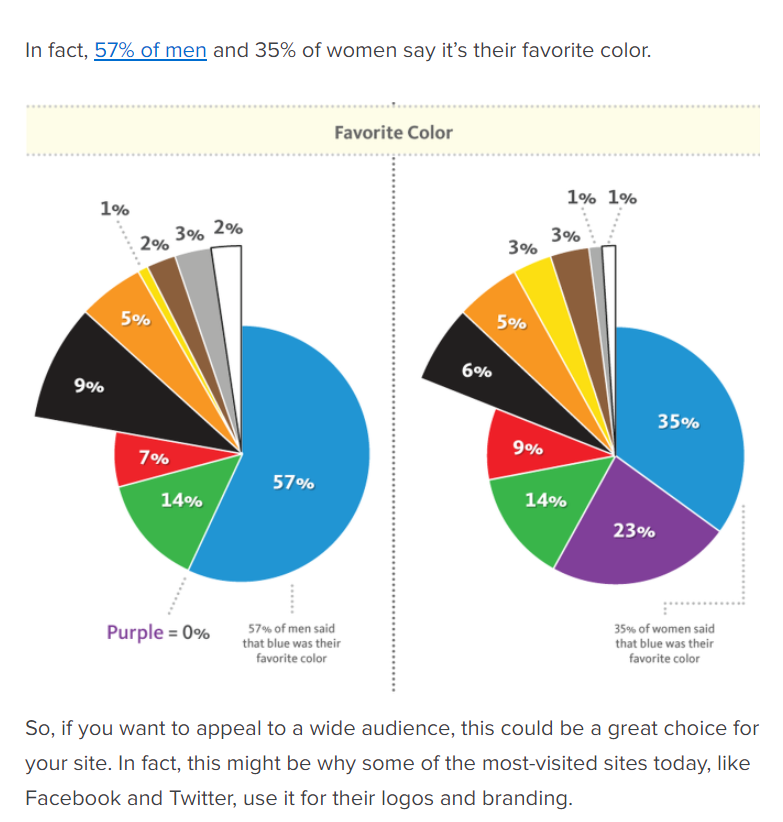 In fact, 57% of men and 35% of women say it’s their favorite color.
Favorite Color
1%
2%
3%
2%
5%
9%
7%
14%
57%
Purple = 0%
57% of men said
that blue was their
favorite color
1%
1%
3%
3%
5%
6%
9%
14%
35%
23%
35% of women said
that blue was their
favorite color
So, if you want to appeal to a wide audience, this could be a great choice for
your site. In fact, this might be why some of the most-visited sites today, like
Facebook and Twitter, use it for their logos and branding.